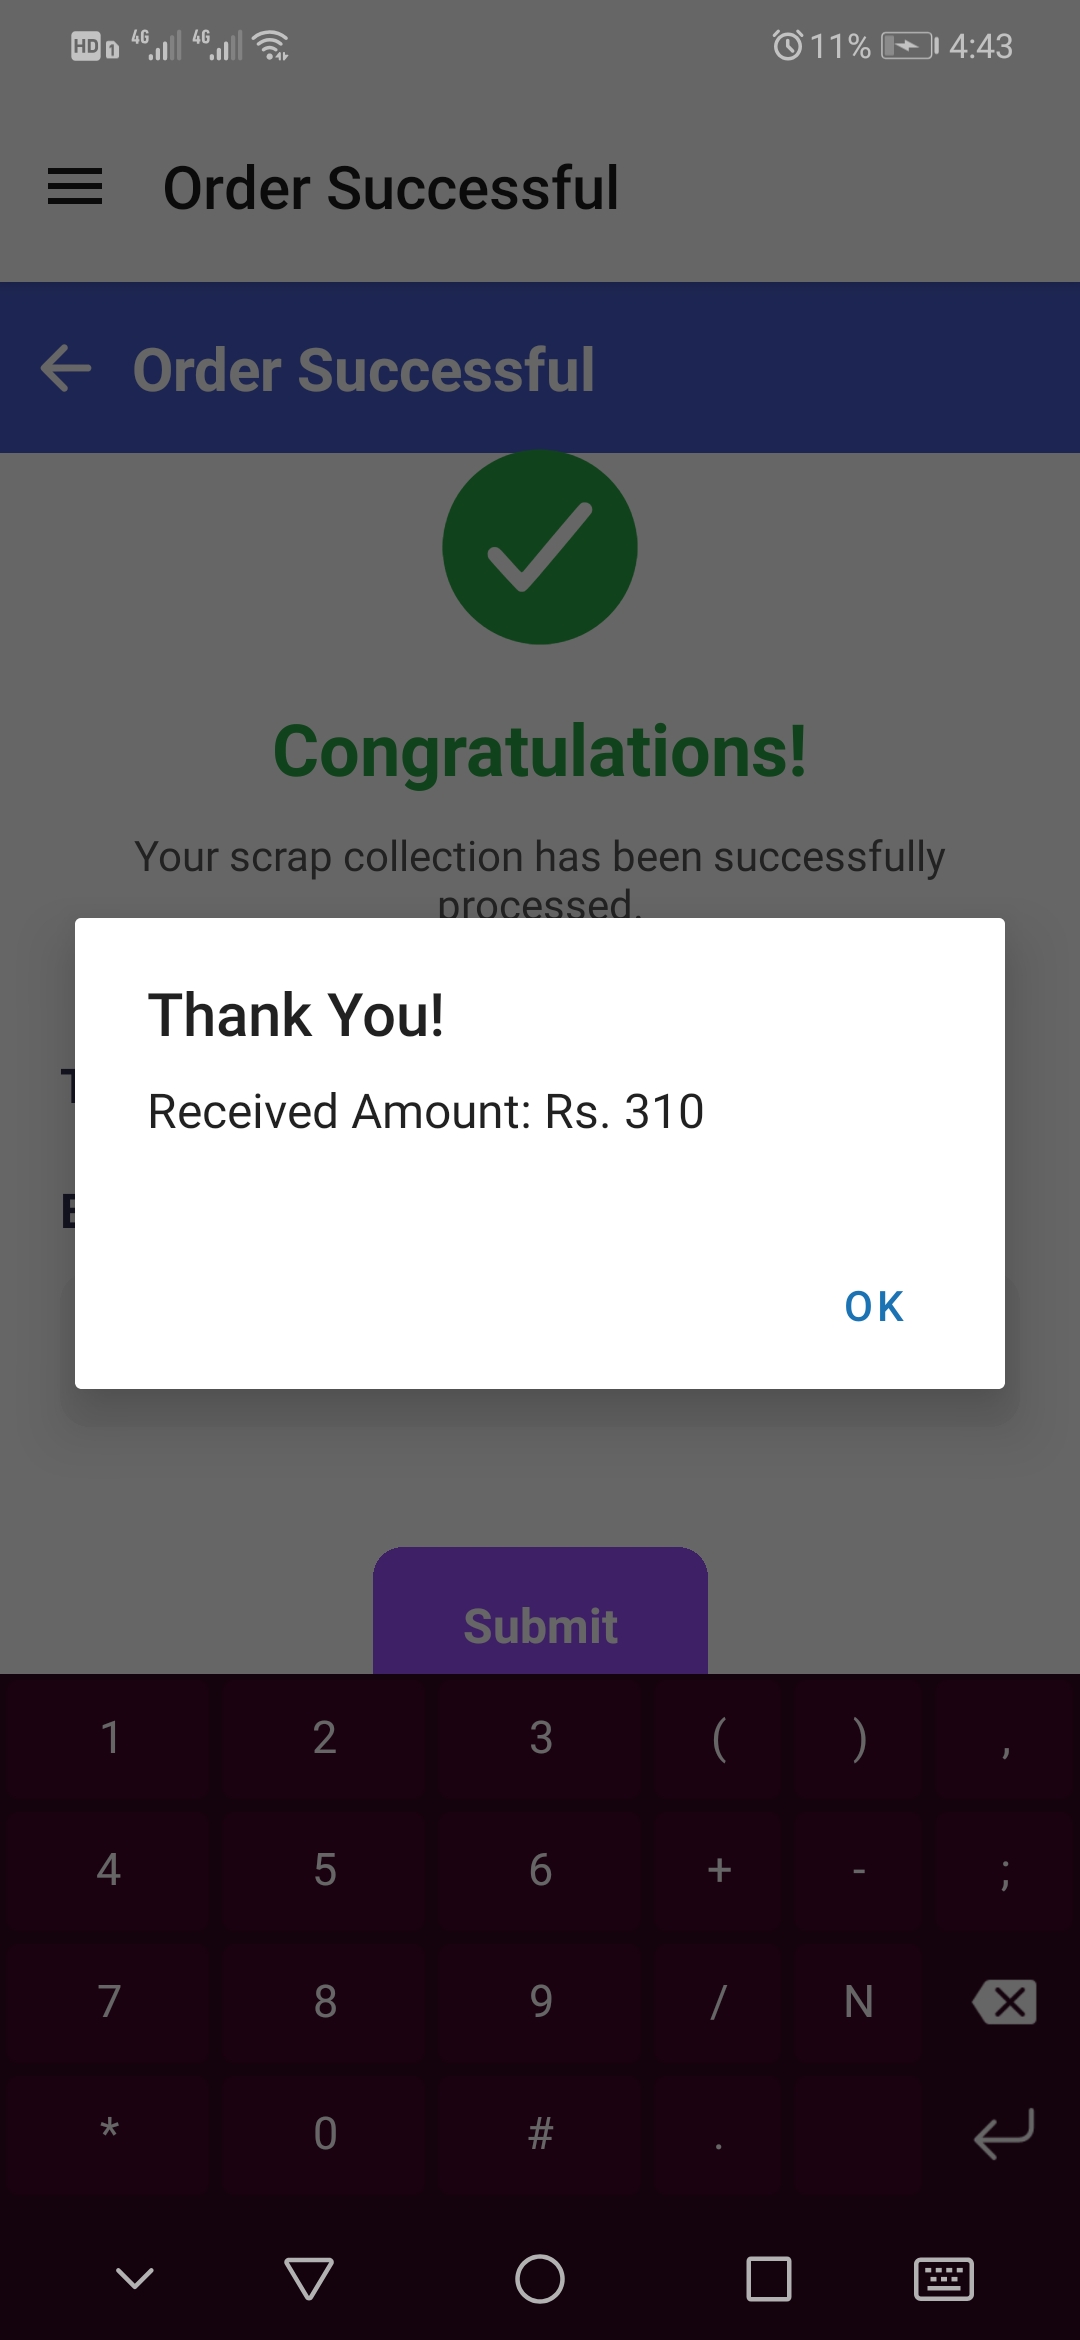 HD 1 4G 4G 11% 4:43
Order Successful
Order Successful
Congratulations!
Your scrap collection has been successfully
processed.
Thank You!
Received Amount: Rs. 310
OK
Submit
1 2 3 ( ) ,
4 5 6 + - ;
7 8 9 / N
* 0 # .